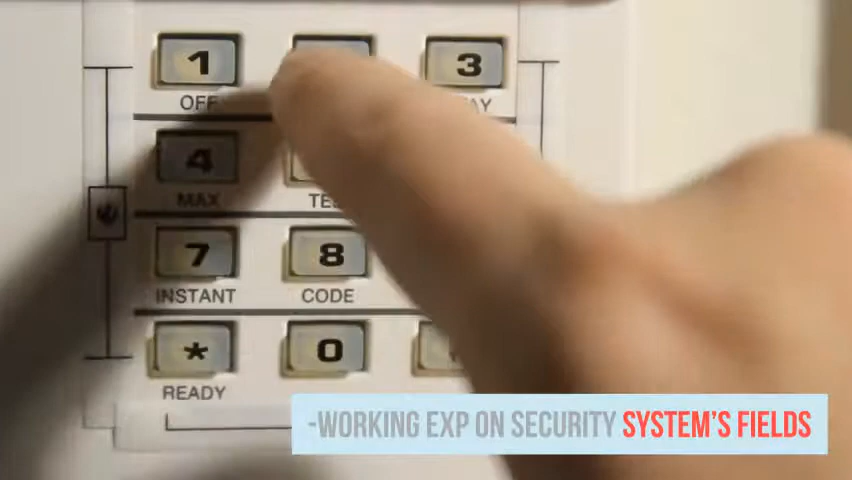 1
3
OFF
4
MAX
7
8
INSTANT
CODE
*
0
READY
-WORKING EXP ON SECURITY SYSTEM'S FIELDS